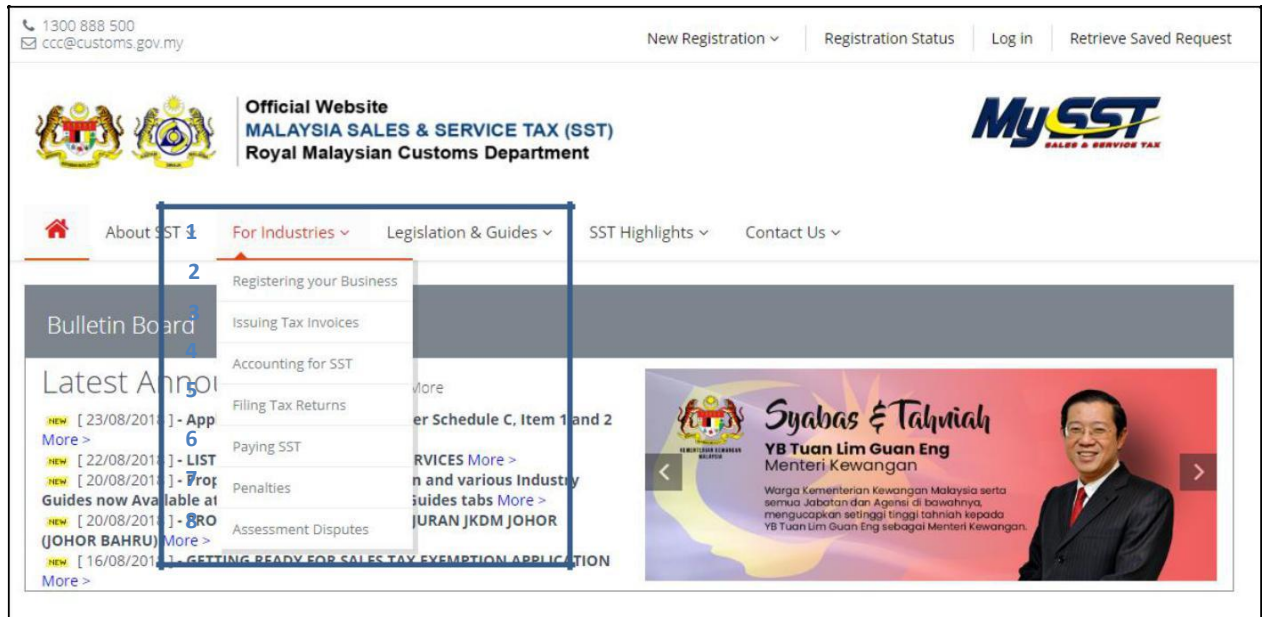 1300 888 500
ccc@customs.gov.my
New Registration
Registration Status
Log in
Retrieve Saved Request
Official Website
MALAYSIA SALES & SERVICE TAX (SST)
Royal Malaysian Customs Department
MySST
SALES & SERVICE TAX
About SST
1
For Industries
Legislation & Guides
SST Highlights
Contact Us
2 Registering your Business
3 Issuing Tax Invoices
4 Accounting for SST
5 Filing Tax Returns
6 Paying SST
7 Penalties
8 Assessment Disputes
Bulletin Board
Latest More
NEW [ 23/08/2018 ] - App er Schedule C, Item 1 and 2
More >
NEW [ 22/08/2018 ] - LIST RVICES More >
NEW [ 20/08/2018 ] - Prop n and various Industry
Guides now Available at Guides tabs More >
NEW [ 20/08/2018 ] - PRO JURAN JKDM JOHOR
(JOHOR BAHRU) More >
NEW [ 16/08/2018 ] - GETTING READY FOR SALES TAX EXEMPTION APPLICATION
More >
KEMENTERIAN KEWANGAN
MALAYSIA
Syabas & Tahniah
YB Tuan Lim Guan Eng
Menteri Kewangan
Warga Kementerian Kewangan Malaysia serta
semua Jabatan dan Agensi di bawahnya,
mengucapkan setinggi tinggi tahniah kepada
YB Tuan Lim Guan Eng sebagai Menteri Kewangan.